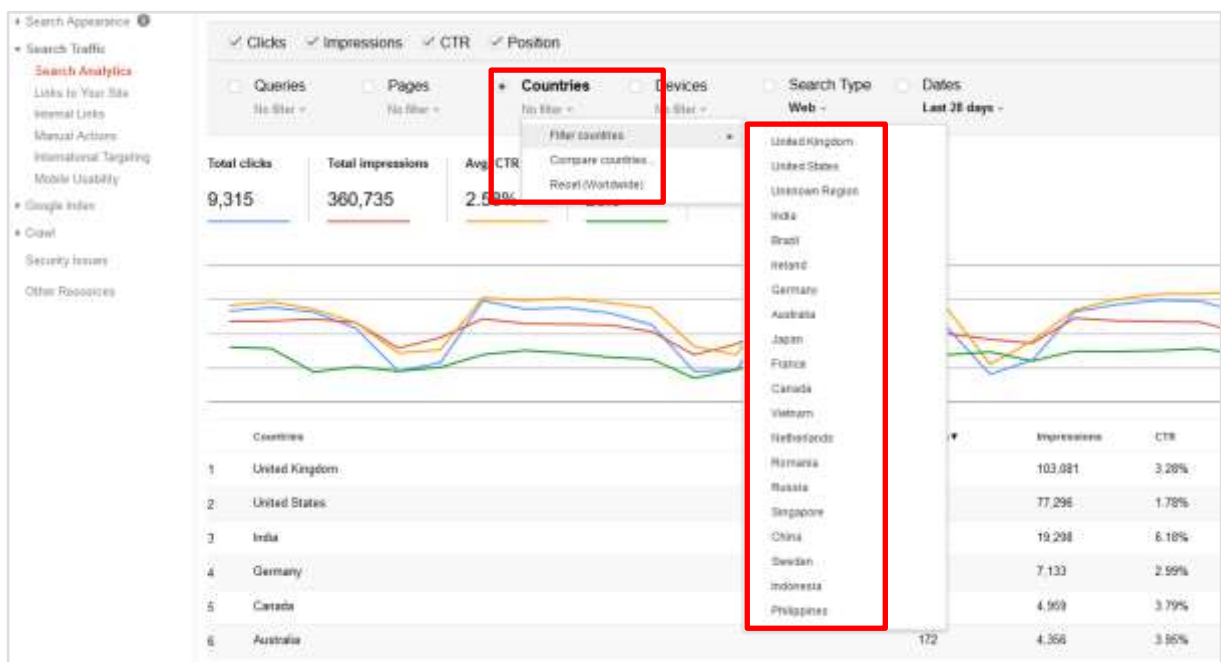 Search Appearance
Search Traffic
Search Analytics
Links to Your Site
Internal Links
Manual Actions
International Targeting
Mobile Usability
Google Index
Crawl
Security Issues
Other Resources
Clicks Impressions CTR Position
Queries Pages Countries Devices Search Type Dates
No filter No filter No filter No filter Web Last 28 days
Filter countries
Compare countries...
Reset (Worldwide)
Total clicks Total impressions Avg. CTR
9,315 360,735 2.58%
United Kingdom
United States
Unknown Region
India
Brazil
Ireland
Germany
Australia
Japan
France
Canada
Vietnam
Netherlands
Romania
Russia
Singapore
China
Sweden
Indonesia
Philippines
Countries Impressions CTR
1 United Kingdom 103,081 3.28%
2 United States 77,296 1.78%
3 India 19,298 6.18%
4 Germany 7,133 2.99%
5 Canada 4,959 3.79%
6 Australia 172 4,356 3.95%